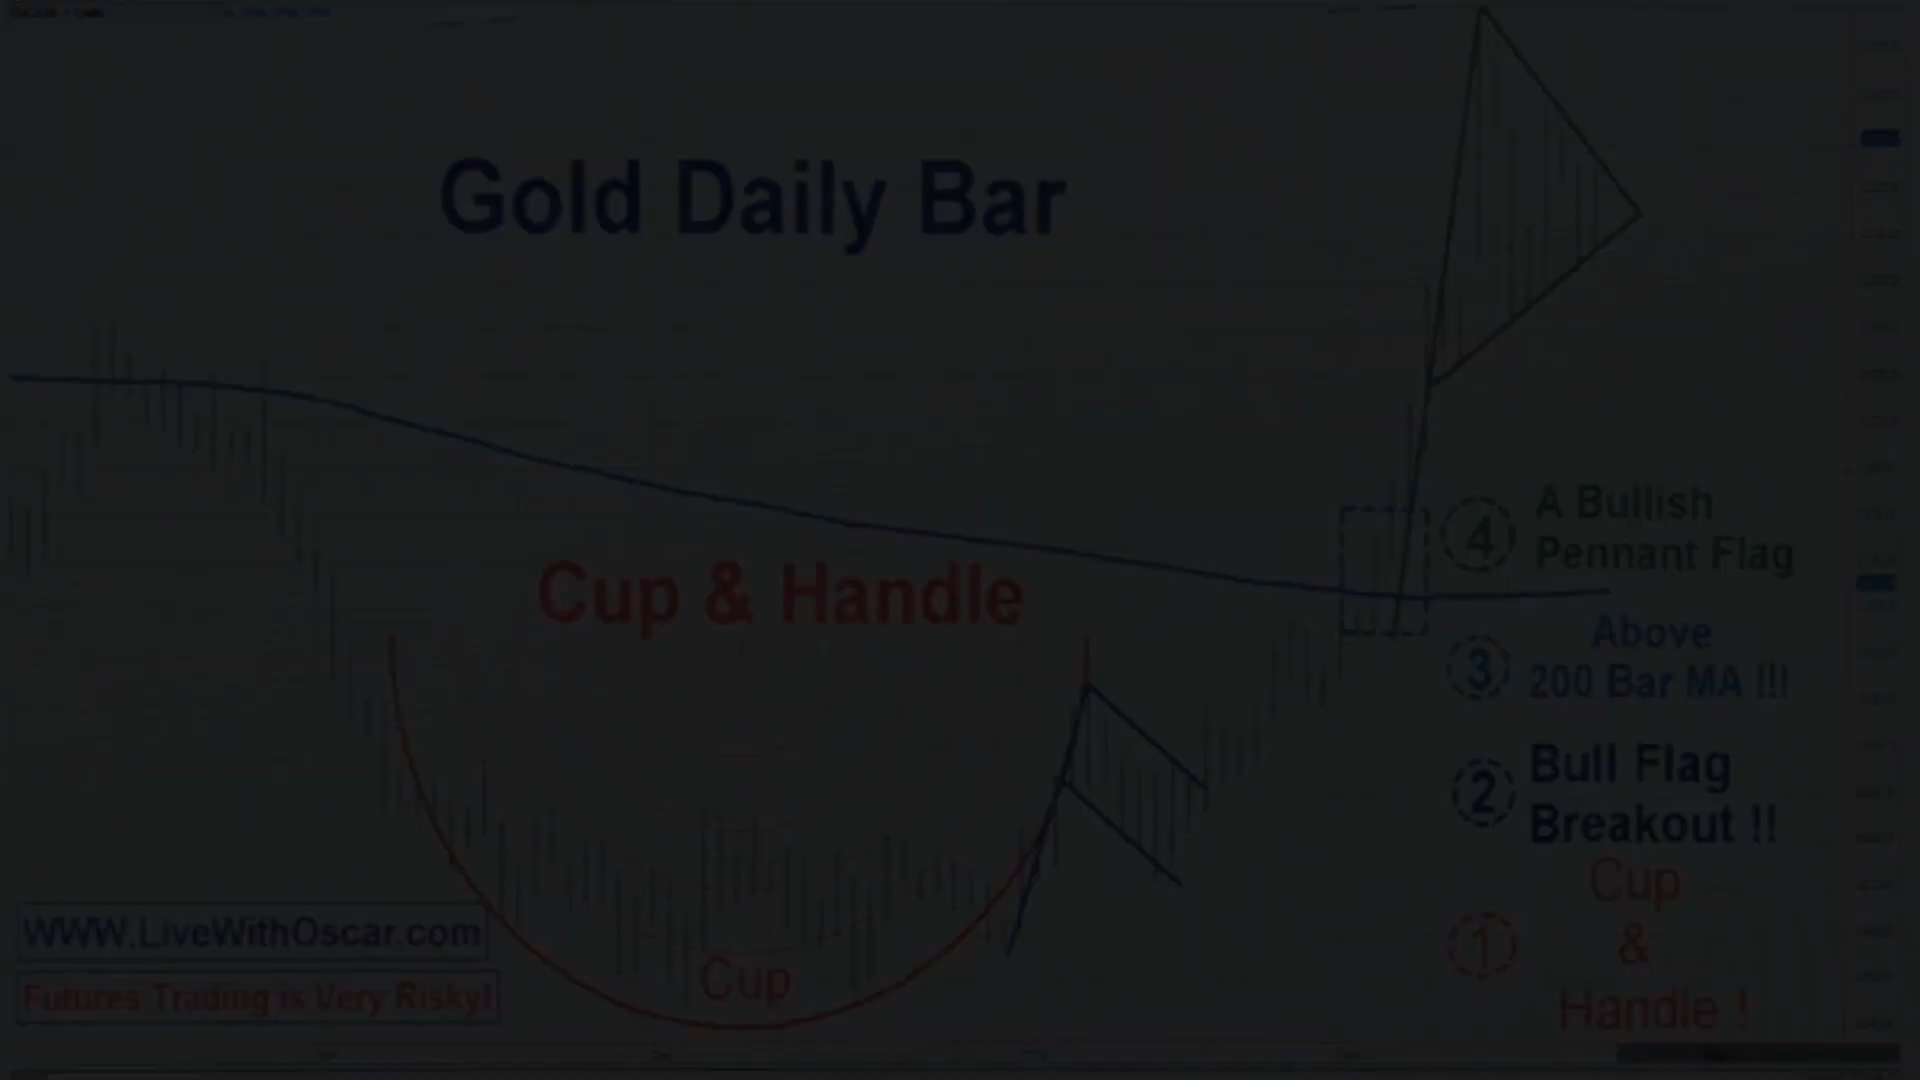 Gold Daily Bar
Cup & Handle
4
A Bullish
Pennant Flag
3
Above
200 Bar MA !!!
2
Bull Flag
Breakout !!
1
Cup
&
Handle !
Cup
WWW.LiveWithOscar.com
Futures Trading is Very Risky!